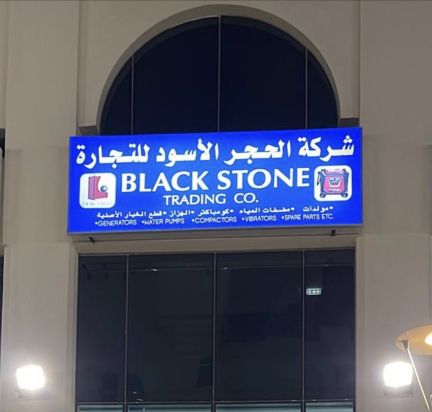 شركة الحجر الأسود للتجارة
BLACK STONE
TRADING CO.
*مولدات *مضخات المياه *كومباكتر *الهزاز *قطع الغيار الأصلية
*GENERATORS *WATER PUMPS *COMPACTORS *VIBRATORS *SPARE PARTS ETC.